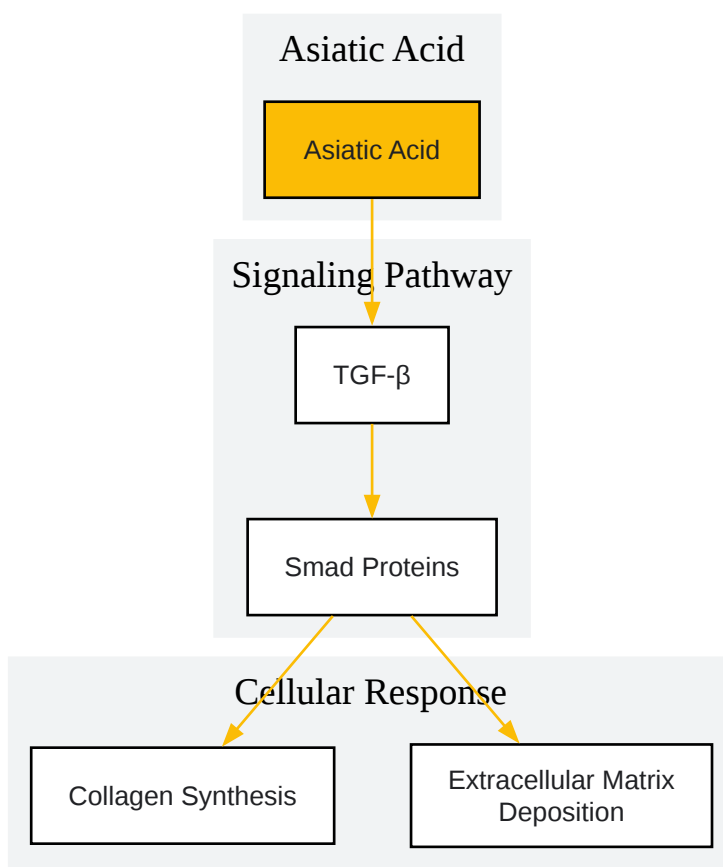 Asiatic Acid
Asiatic Acid
Signaling Pathway
TGF-β
Smad Proteins
Cellular Response
Collagen Synthesis
Extracellular Matrix
Deposition